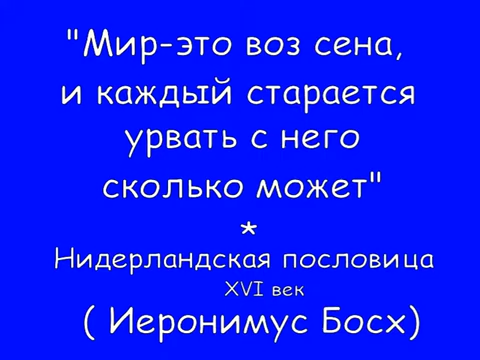 "Мир-это воз сена,
и каждый старается
урвать с него
сколько может"
*
Нидерландская пословица
XVI век
( Иеронимус Босх)